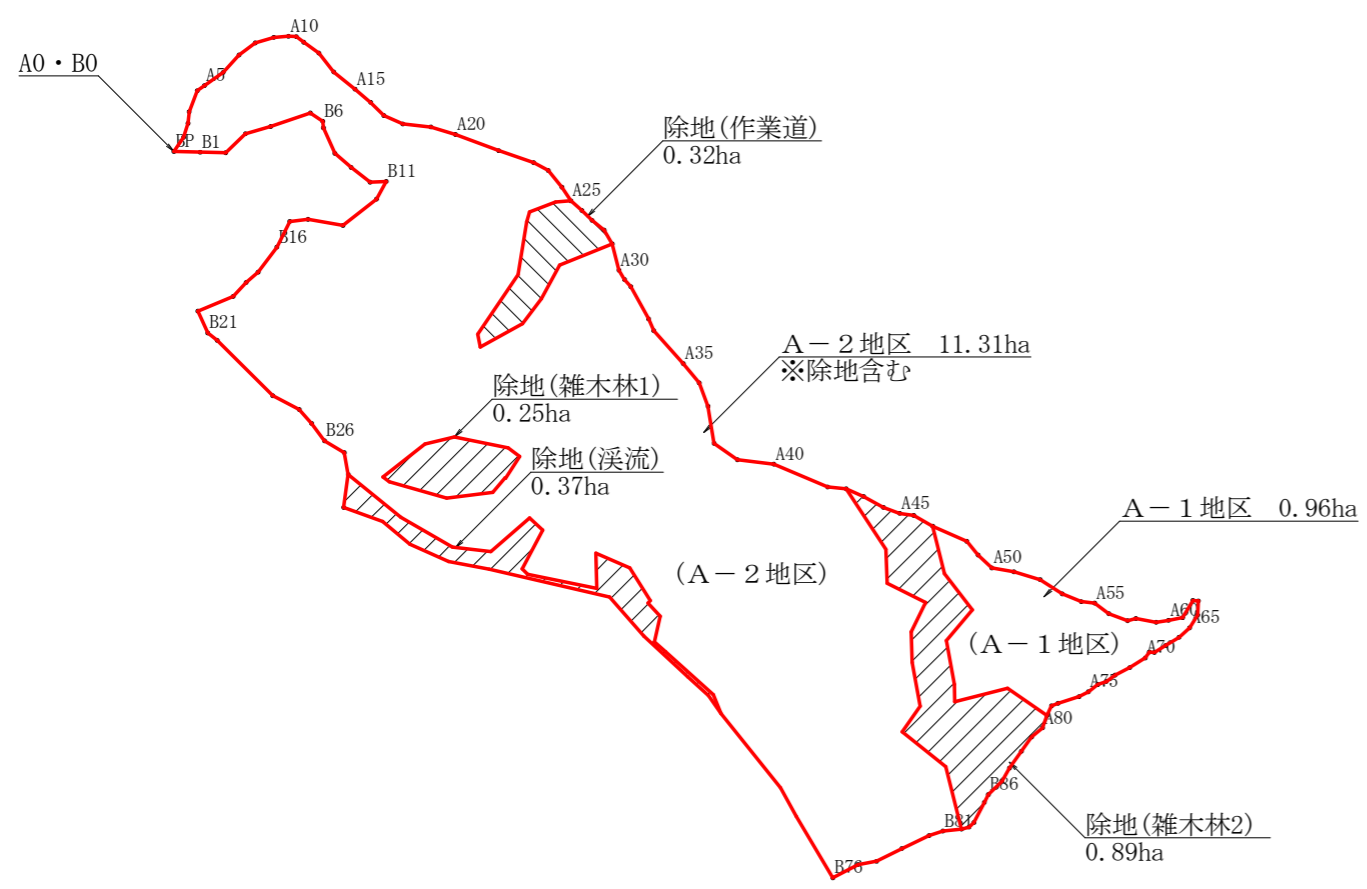 A10
A0・B0
A5
A15
B6
BP
B1
A20
除地(作業道)
0.32ha
B11
A25
B16
A30
B21
A35
A－2地区　11.31ha
※除地含む
除地(雑木林1)
0.25ha
B26
除地(渓流)
0.37ha
A40
A45
A－1地区　0.96ha
A50
(A－2地区)
A55
A60
A65
(A－1地区)
A70
A75
A80
B86
B81
除地(雑木林2)
0.89ha
B76